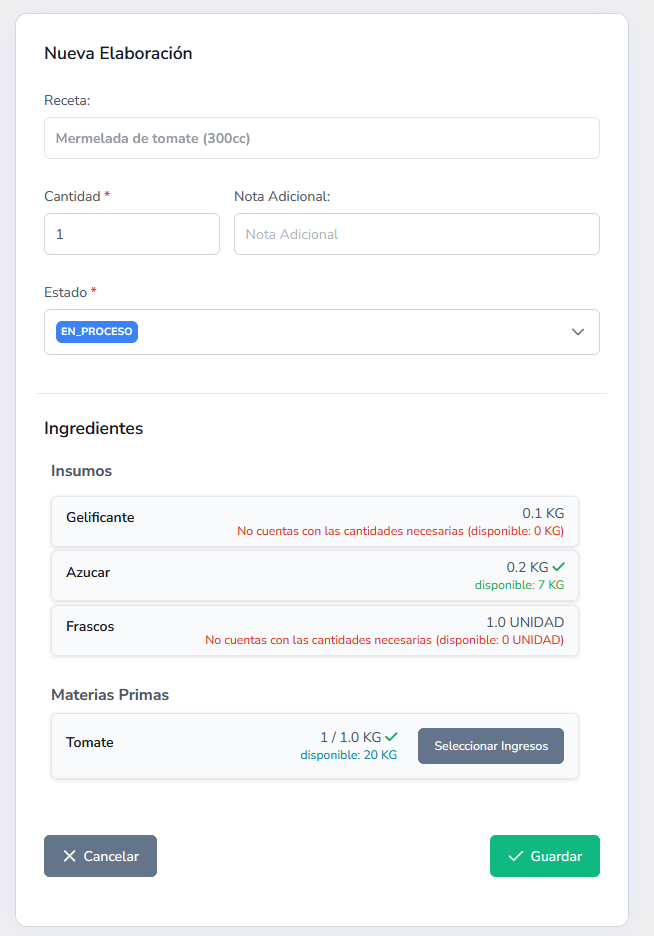 Nueva Elaboración
Receta:
Mermelada de tomate (300cc)
Cantidad * Nota Adicional:
1 Nota Adicional
Estado *
EN_PROCESO
Ingredientes
Insumos
Gelificante 0.1 KG
No cuentas con las cantidades necesarias (disponible: 0 KG)
Azucar 0.2 KG
disponible: 7 KG
Frascos 1.0 UNIDAD
No cuentas con las cantidades necesarias (disponible: 0 UNIDAD)
Materias Primas
Tomate 1 / 1.0 KG Seleccionar Ingresos
disponible: 20 KG
Cancelar Guardar